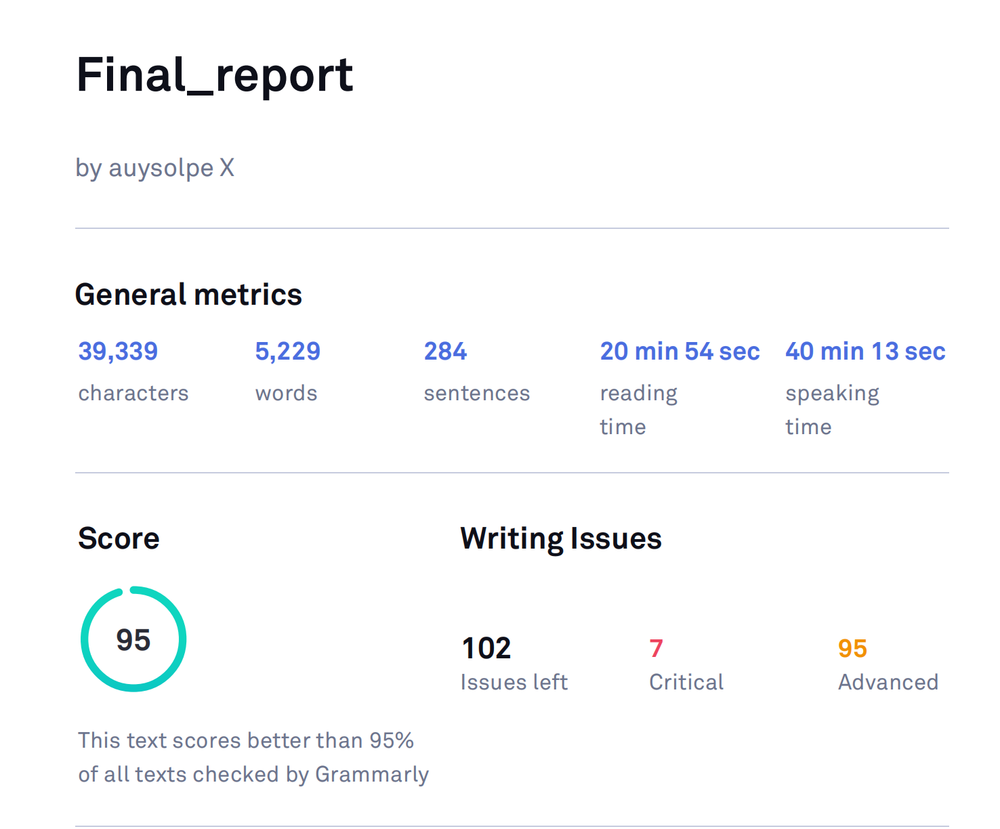 Final_report
by auysolpe X
General metrics
39,339 5,229 284 20 min 54 sec 40 min 13 sec
characters words sentences reading time speaking time
Score Writing Issues
95
102 7 95
Issues left Critical Advanced
This text scores better than 95%
of all texts checked by Grammarly